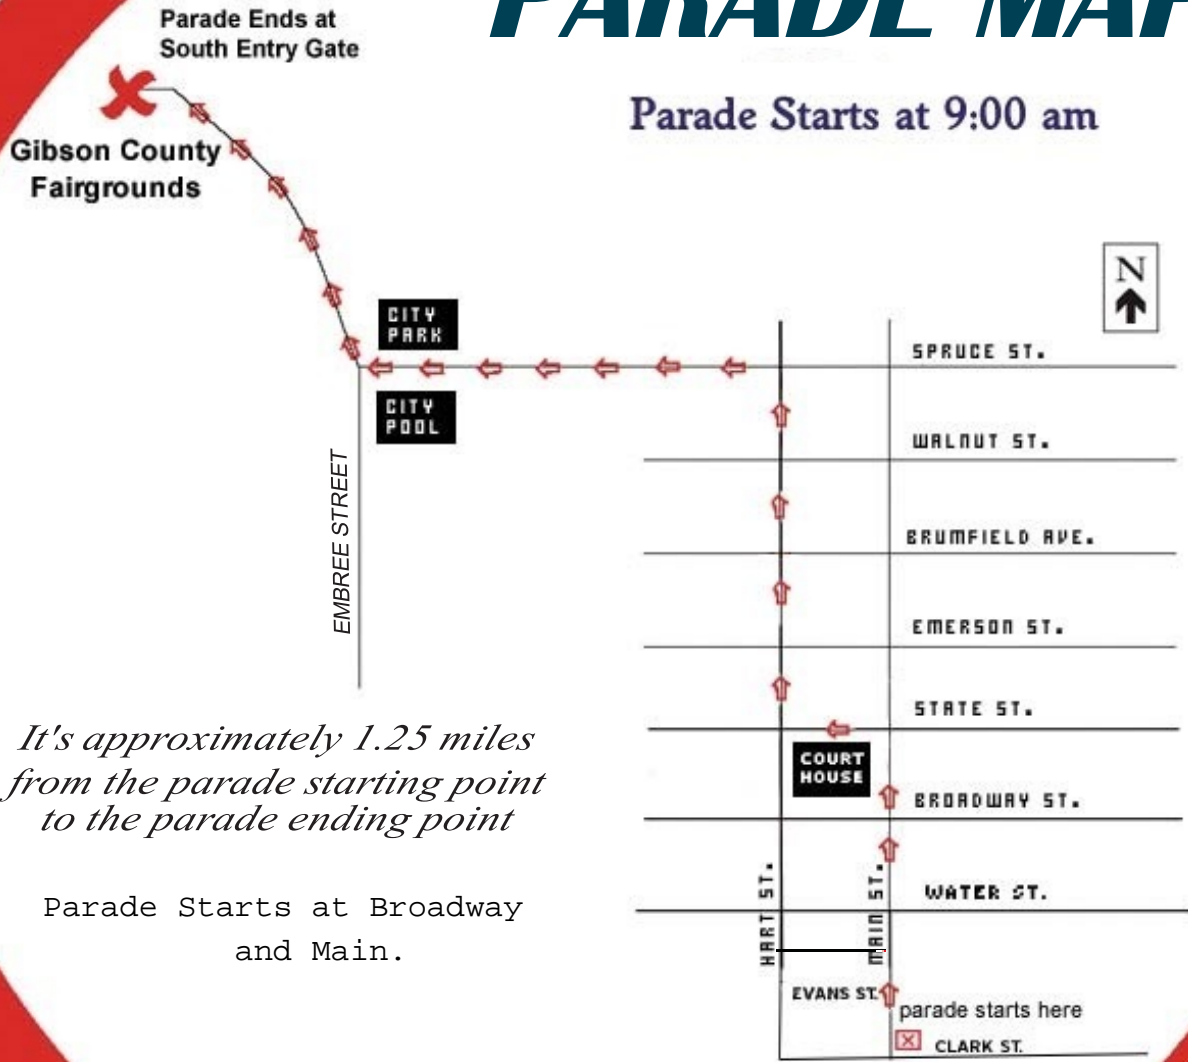 PARADE MAP
Parade Ends at
South Entry Gate
Parade Starts at 9:00 am
Gibson County
Fairgrounds
N
CITY
PARK
SPRUCE ST.
CITY
POOL
WALNUT ST.
EMBREE STREET
BRUMFIELD AVE.
EMERSON ST.
STATE ST.
It's approximately 1.25 miles
from the parade starting point
to the parade ending point
COURT
HOUSE
BROADWAY ST.
HART ST.
MAIN ST.
WATER ST.
Parade Starts at Broadway
and Main.
EVANS ST.
parade starts here
CLARK ST.